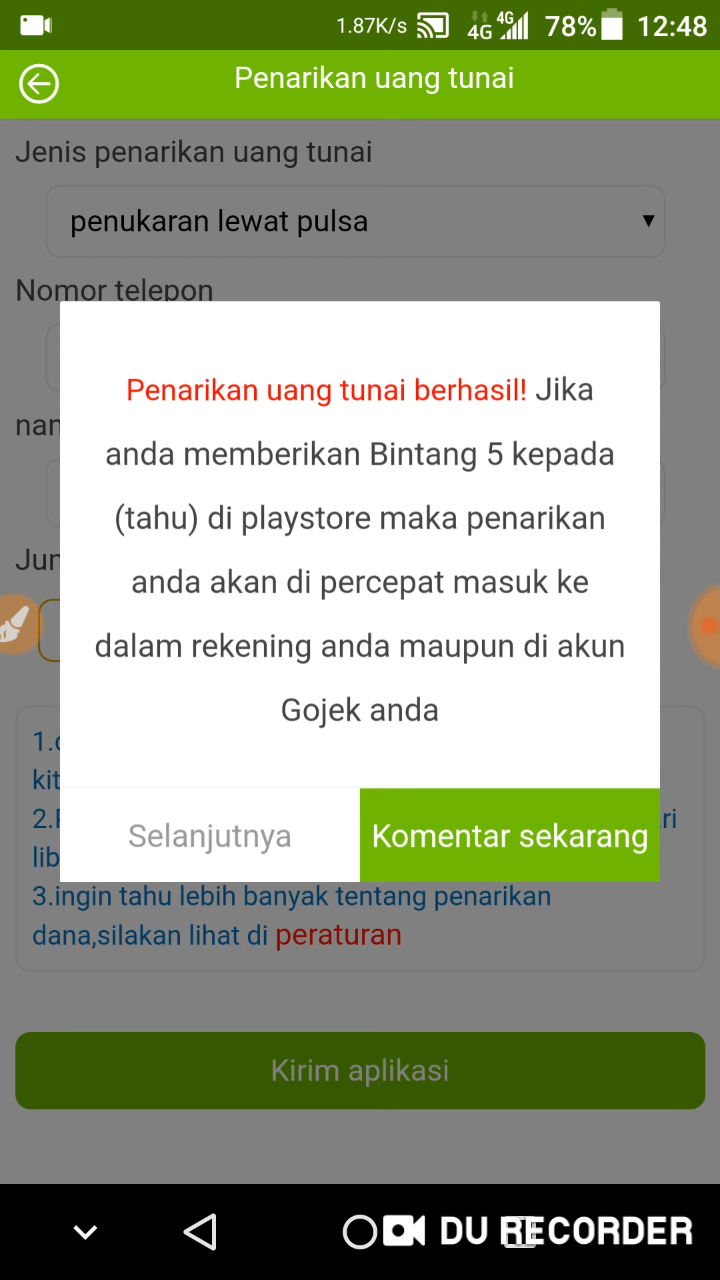 1.87K/s 4G 4G 78% 12:48
Penarikan uang tunai
Jenis penarikan uang tunai
penukaran lewat pulsa
Nomor telepon
Penarikan uang tunai berhasil! Jika
anda memberikan Bintang 5 kepada
(tahu) di playstore maka penarikan
anda akan di percepat masuk ke
dalam rekening anda maupun di akun
Gojek anda
Selanjutnya
Komentar sekarang
3.ingin tahu lebih banyak tentang penarikan
dana,silakan lihat di peraturan
Kirim aplikasi
DU RECORDER